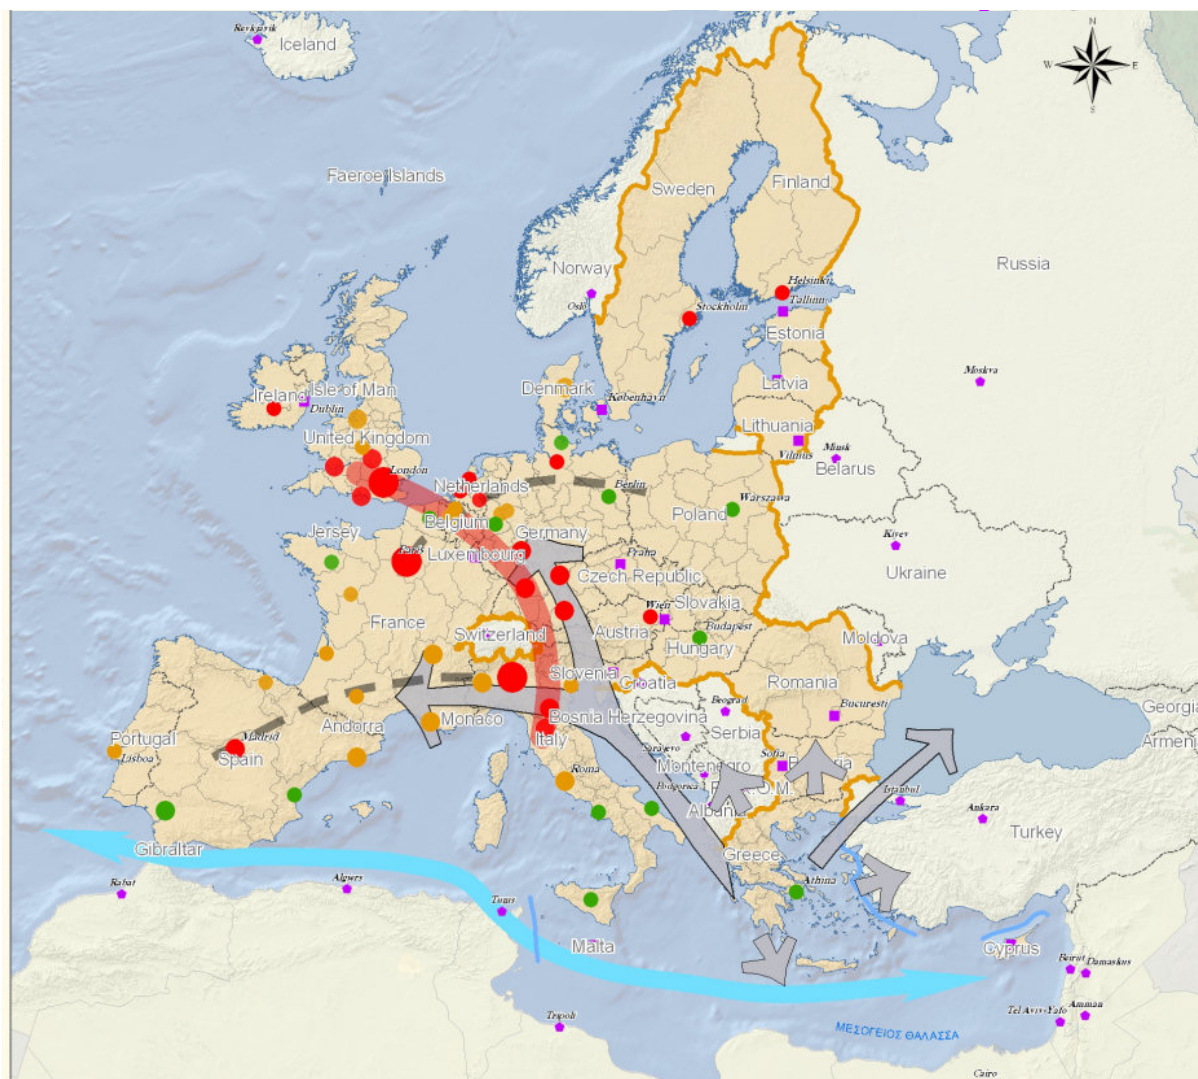 Reykjavik
Iceland
N
W
E
S
Faeroe Islands
Sweden
Finland
Norway
Russia
Helsinki
Oslo
Stockholm
Tallinn
Estonia
Moskva
Latvia
Denmark
Ireland
Isle of Man
København
Dublin
Lithuania
United Kingdom
Vilnius
Minsk
Belarus
London
Netherlands
Berlin
Warszawa
Poland
Belgium
Jersey
Germany
Kiyev
Paris
Luxembourg
Praha
Czech Republic
Ukraine
Wien
Slovakia
France
Switzerland
Austria
Budapest
Hungary
Moldova
Slovenia
Croatia
Romania
Beograd
Bucuresti
Georgia
Monaco
Bosnia Herzegovina
Andorra
Serbia
Portugal
Madrid
Italy
Sarajevo
Armeni
Lisboa
Spain
Montenegro
Sofia
Roma
Podgorica
O.M.
Istanbul
Ankara
Albania
Turkey
Gibraltar
Greece
Rabat
Algiers
Athina
Tunis
Malta
Cyprus
Beirut
Damaskus
Tripoli
Tel Aviv-Yafo
Amman
ΜΕΣΟΓΕΙΟΣ ΘΑΛΑΣΣΑ
Cairo